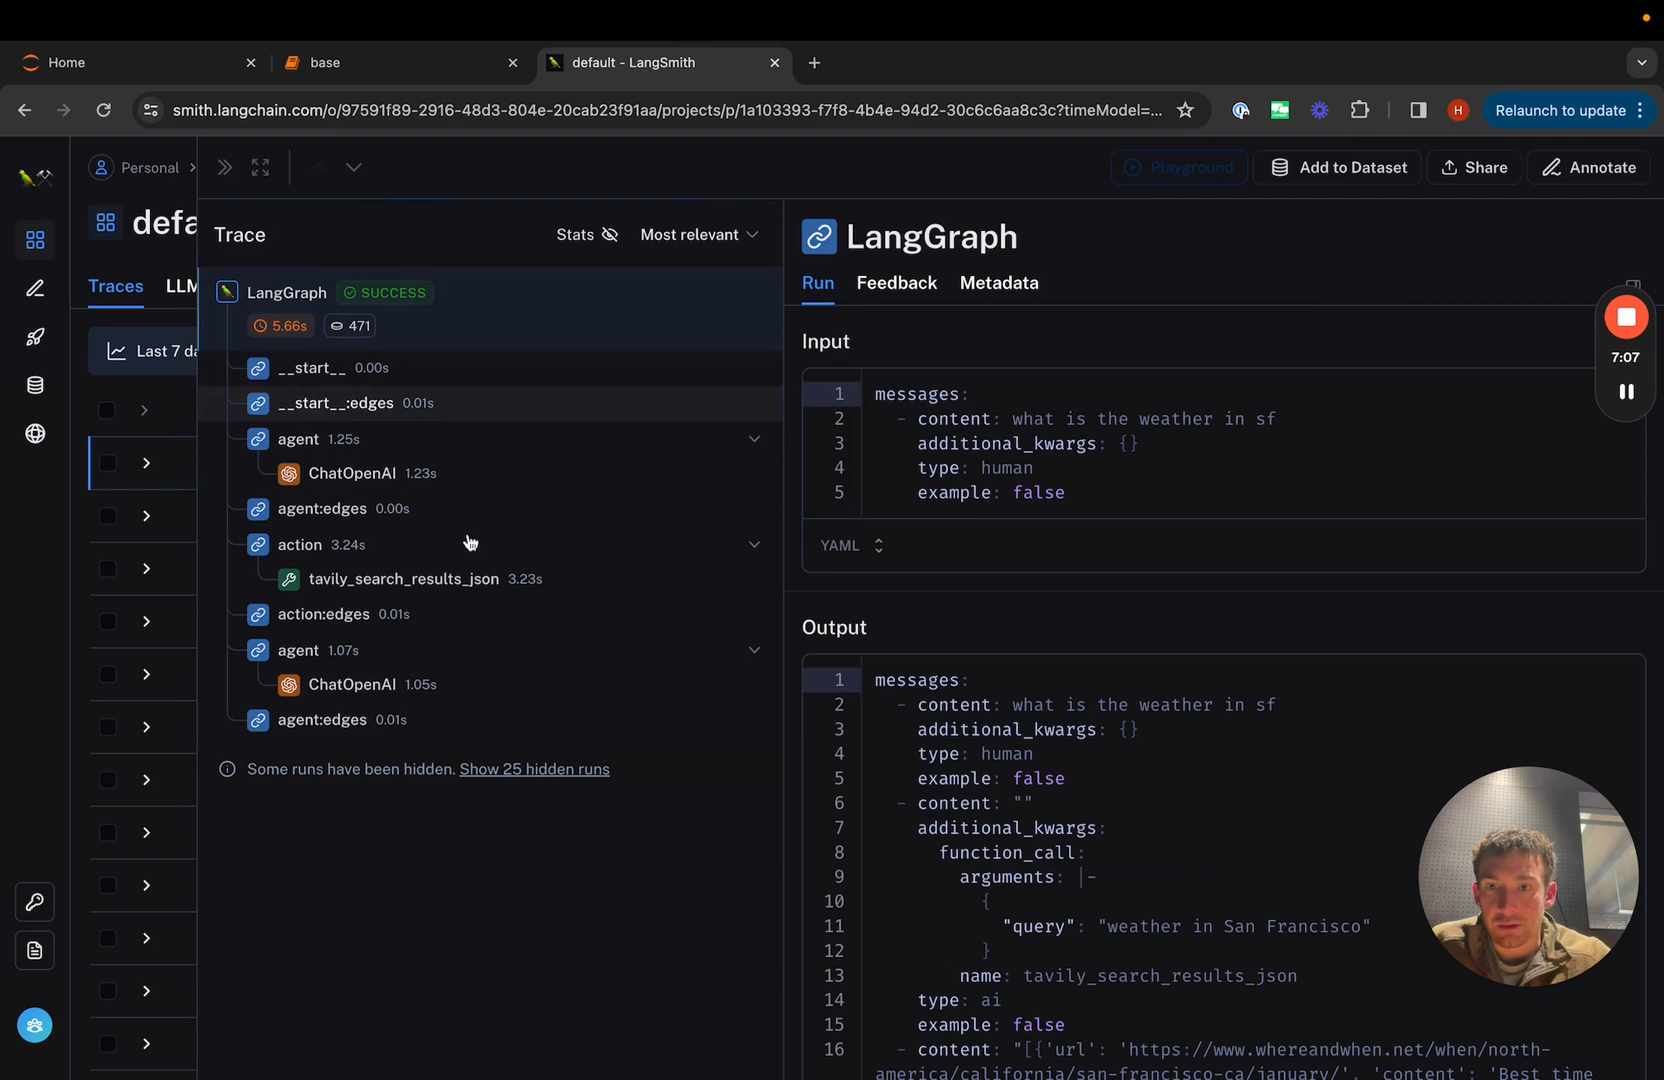 Home
base
default - LangSmith
smith.langchain.com/o/97591f89-2916-48d3-804e-20cab23f91aa/projects/p/1a103393-f7f8-4b4e-94d2-30c6c6aa8c3c?timeModel=...
H
Relaunch to update
Personal
Playground
Add to Dataset
Share
Annotate
defa
Traces
LLM
Last 7 da
Trace
Stats
Most relevant
LangGraph
SUCCESS
5.66s
471
__start__ 0.00s
__start__:edges 0.01s
agent 1.25s
ChatOpenAI 1.23s
agent:edges 0.00s
action 3.24s
tavily_search_results_json 3.23s
action:edges 0.01s
agent 1.07s
ChatOpenAI 1.05s
agent:edges 0.01s
Some runs have been hidden. Show 25 hidden runs
LangGraph
Run
Feedback
Metadata
7:07
Input
1 messages:
2 - content: what is the weather in sf
3 additional_kwargs: {}
4 type: human
5 example: false
YAML
Output
1 messages:
2 - content: what is the weather in sf
3 additional_kwargs: {}
4 type: human
5 example: false
6 - content: ""
7 additional_kwargs:
8 function_call:
9 arguments: |-
10 {
11 "query": "weather in San Francisco"
12 }
13 name: tavily_search_results_json
14 type: ai
15 example: false
16 - content: "[{'url': 'https://www.whereandwhen.net/when/north-
america/california/san-francisco-ca/january/', 'content': 'Best time